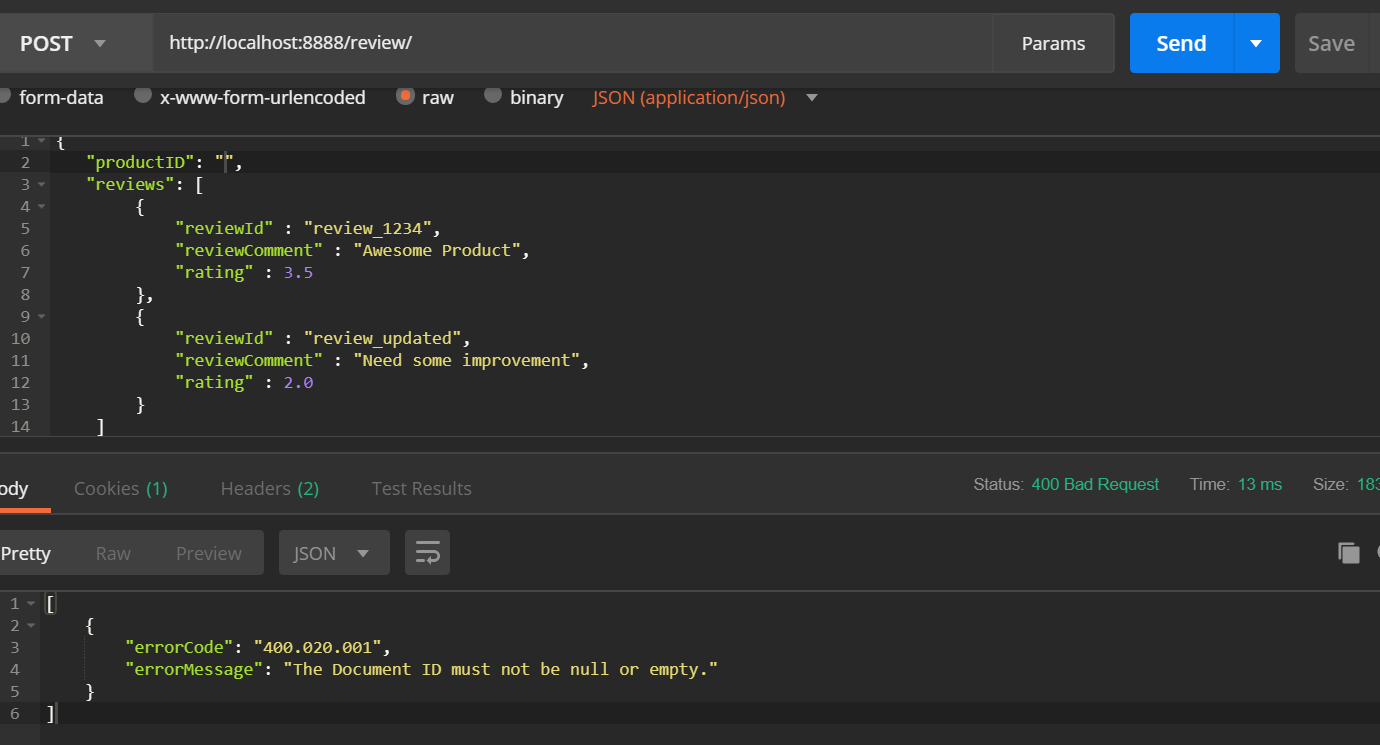 POST http://localhost:8888/review/ Params Send Save
form-data x-www-form-urlencoded raw binary JSON (application/json)
1 {
2 "productID": "",
3 "reviews": [
4 {
5 "reviewId" : "review_1234",
6 "reviewComment" : "Awesome Product",
7 "rating" : 3.5
8 },
9 {
10 "reviewId" : "review_updated",
11 "reviewComment" : "Need some improvement",
12 "rating" : 2.0
13 }
14 ]
ody Cookies (1) Headers (2) Test Results Status: 400 Bad Request Time: 13 ms Size: 183
Pretty Raw Preview JSON
1 [
2 {
3 "errorCode": "400.020.001",
4 "errorMessage": "The Document ID must not be null or empty."
5 }
6 ]